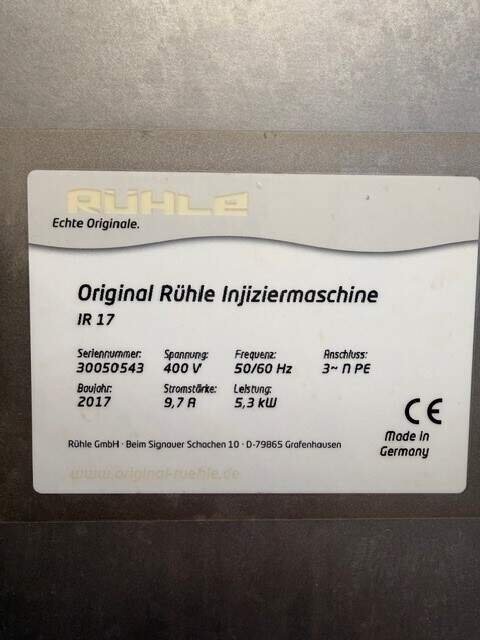 RÜHLE
Echte Originale.
Original Rühle Injiziermaschine
IR 17
Seriennummer: Spannung: Frequenz: Anschluss:
30050543 400 V 50/60 Hz 3~ N PE
Baujahr: Stromstärke: Leistung:
2017 9,7 A 5,3 kW
CE
Made in
Germany
Rühle GmbH · Beim Signauer Schachen 10 · D-79865 Grafenhausen
www.original-ruehle.de